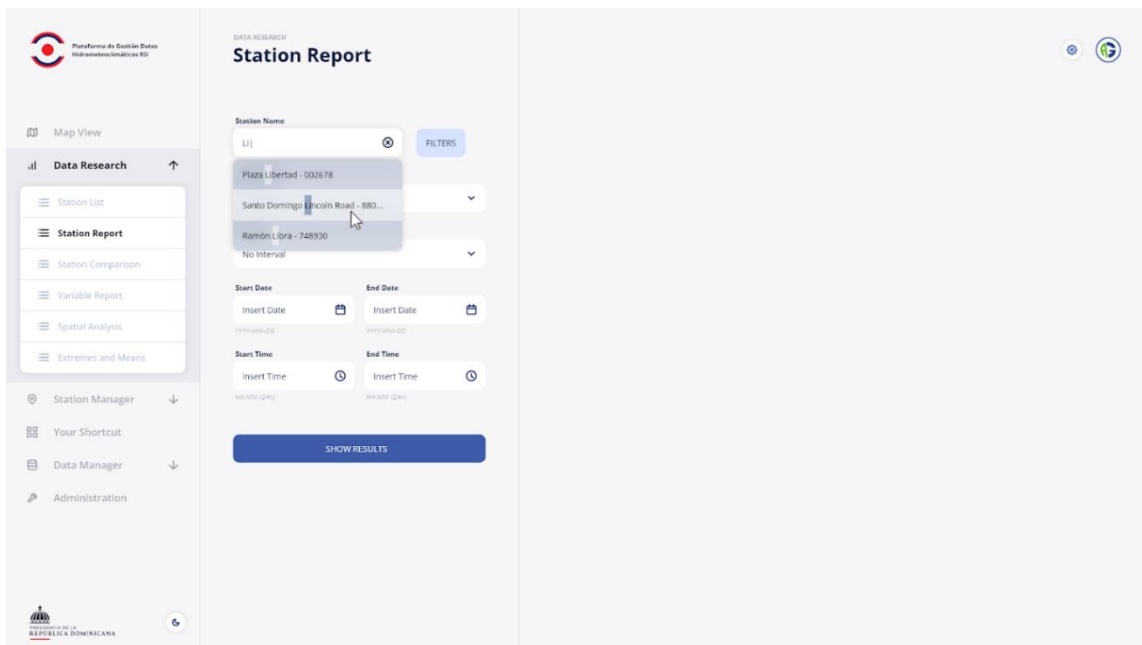 Plataforma de Gestión Datos
Hidrometeoclimáticos RD
Map View
Data Research
Station List
Station Report
Station Comparison
Variable Report
Spatial Analysis
Extremes and Means
Station Manager
Your Shortcut
Data Manager
Administration
PRESIDENCIA DE LA
REPÚBLICA DOMINICANA
DATA RESEARCH
Station Report
Station Name
Li
FILTERS
Plaza Libertad - 002678
Santo Domingo Lincoln Road - 880...
Ramòn Libra - 748930
No Interval
Start Date
End Date
Insert Date
Insert Date
YYYY-MM-DD
YYYY-MM-DD
Start Time
End Time
Insert Time
Insert Time
HH:MM (24H)
HH:MM (24H)
SHOW RESULTS